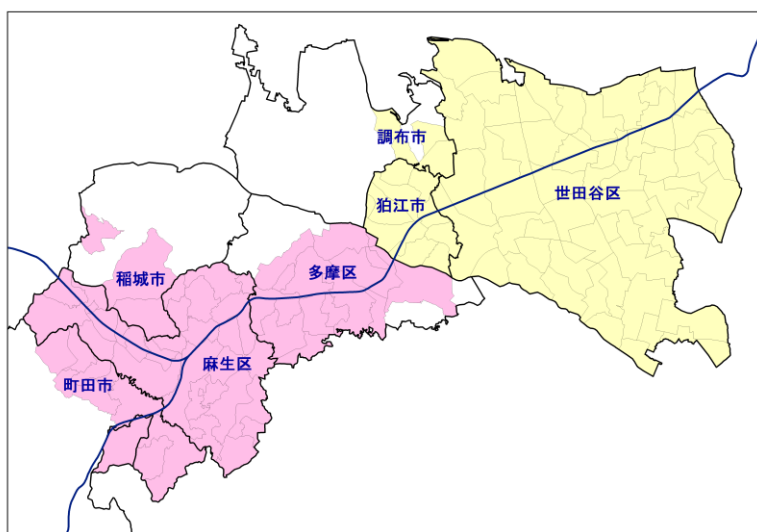 調布市
狛江市
世田谷区
多摩区
稲城市
麻生区
町田市